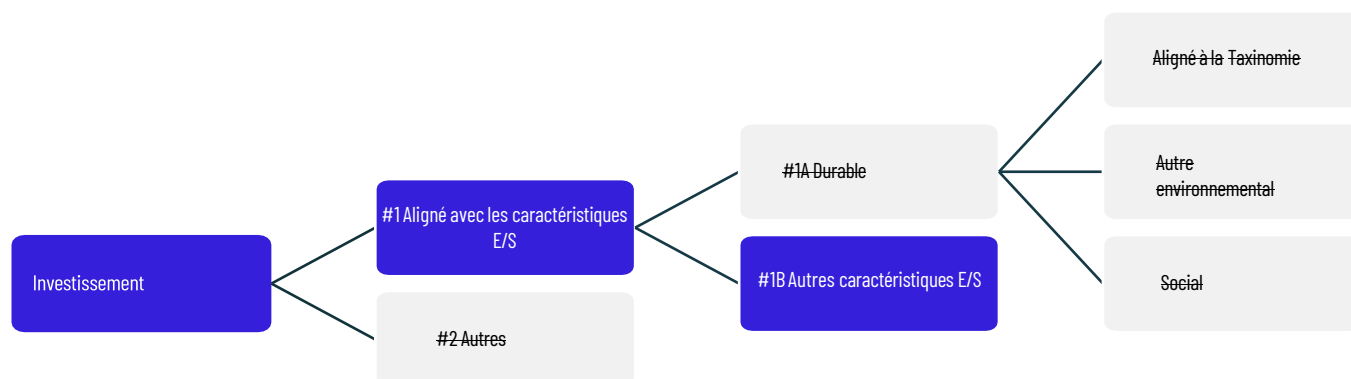 Investissement
#1 Aligné avec les caractéristiques
E/S
#2 Autres
#1A Durable
#1B Autres caractéristiques E/S
Aligné à la Taxinomie
Autre
environnemental
Social